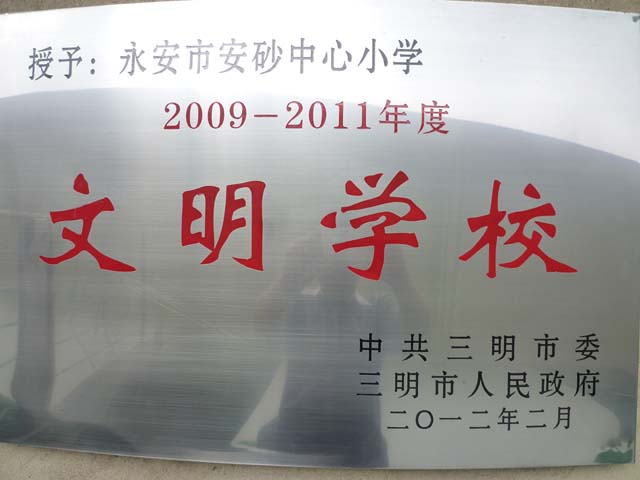 授予：永安市安砂中心小学
2009－2011年度
文明学校
中共三明市委
三明市人民政府
二〇一二年二月